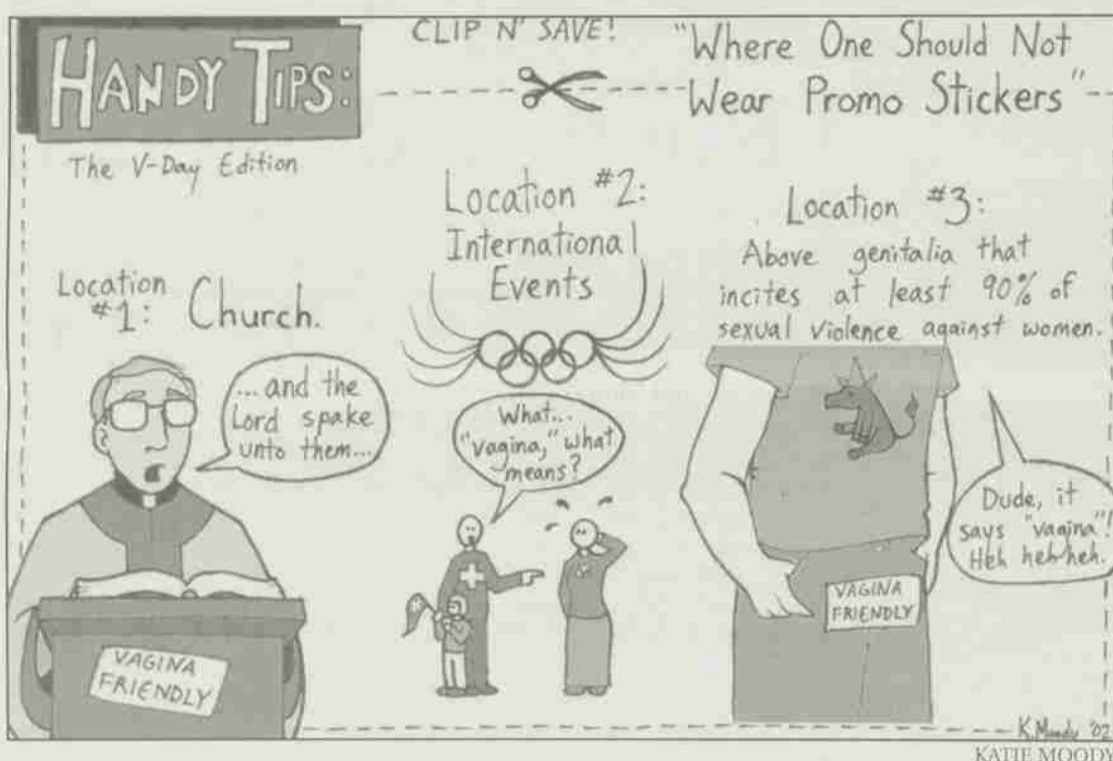 HANDY TIPS:
The V-Day Edition
CLIP N' SAVE!
"Where One Should Not
Wear Promo Stickers"
Location
#1: Church.
...and the
Lord spake
unto them...
VAGINA
FRIENDLY
Location #2:
International
Events
What...
"vagina," what
means?
Location #3:
Above genitalia that
incites at least 90% of
sexual violence against women.
Dude, it
says "vagina"!
Heh heh heh.
VAGINA
FRIENDLY
K. Moody '02
KATIE MOODY